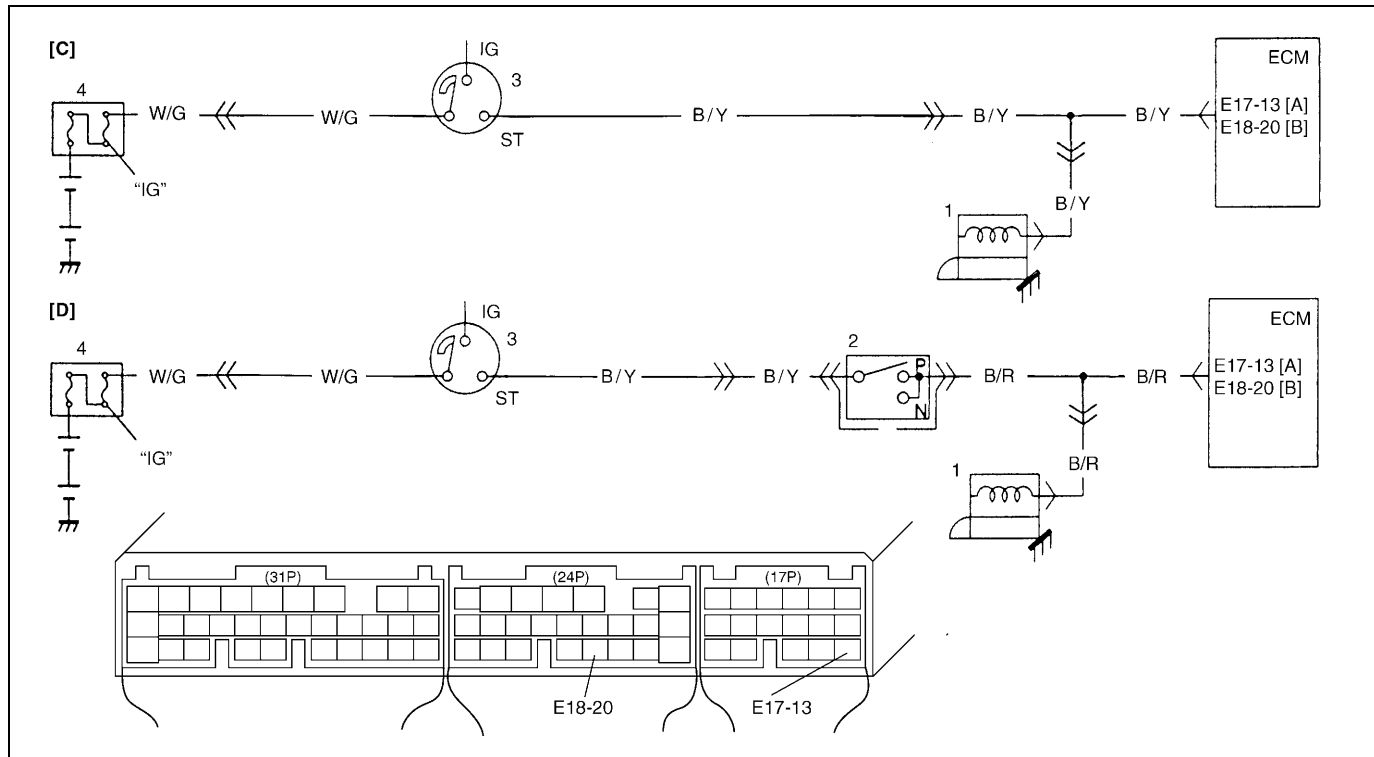 [C]
4
W/G
W/G
IG
3
ST
B/Y
B/Y
B/Y
ECM
E17-13 [A]
E18-20 [B]
"IG"
B/Y
1
[D]
4
W/G
W/G
IG
3
ST
B/Y
B/Y
2
P
N
B/R
B/R
ECM
E17-13 [A]
E18-20 [B]
"IG"
B/R
1
(31P)
(24P)
(17P)
E18-20
E17-13